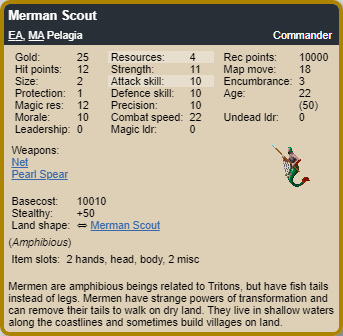 Merman Scout
EA, MA Pelagia Commander
Gold: 25 Resources: 4 Rec points: 10000
Hit points: 12 Strength: 11 Map move: 18
Size: 2 Attack skill: 10 Encumbrance: 3
Protection: 1 Defence skill: 10 Age: 22
Magic res: 12 Precision: 10 (50)
Morale: 10 Combat speed: 22 Undead ldr: 0
Leadership: 0 Magic ldr: 0
Weapons:
Net
Pearl Spear
Basecost: 10010
Stealthy: +50
Land shape: ⇔ Merman Scout
(Amphibious)
Item slots: 2 hands, head, body, 2 misc
Mermen are amphibious beings related to Tritons, but have fish tails
instead of legs. Mermen have strange powers of transformation and
can remove their tails to walk on dry land. They live in shallow waters
along the coastlines and sometimes build villages on land.